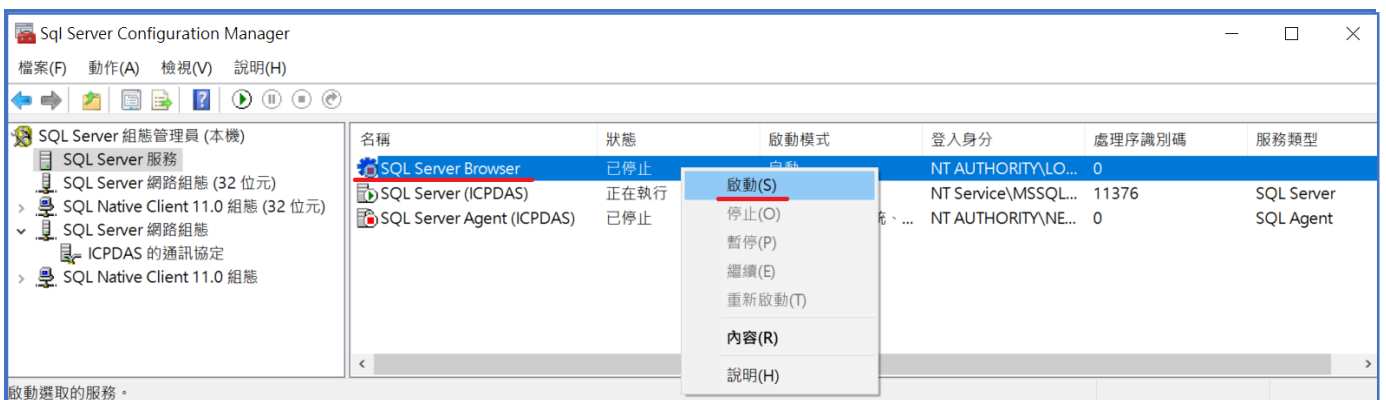 Sql Server Configuration Manager
檔案(F) 動作(A) 檢視(V) 說明(H)
SQL Server 組態管理員 (本機)
SQL Server 服務
SQL Server 網路組態 (32 位元)
SQL Native Client 11.0 組態 (32 位元)
SQL Server 網路組態
ICPDAS 的通訊協定
SQL Native Client 11.0 組態
名稱 狀態 啟動模式 登入身分 處理序識別碼 服務類型
SQL Server Browser 已停止 自動 NT AUTHORITY\LO... 0
SQL Server (ICPDAS) 正在執行 NT Service\MSSQL... 11376 SQL Server
SQL Server Agent (ICPDAS) 已停止 、... NT AUTHORITY\NE... 0 SQL Agent
啟動(S)
停止(O)
暫停(P)
繼續(E)
重新啟動(T)
內容(R)
說明(H)
啟動選取的服務。